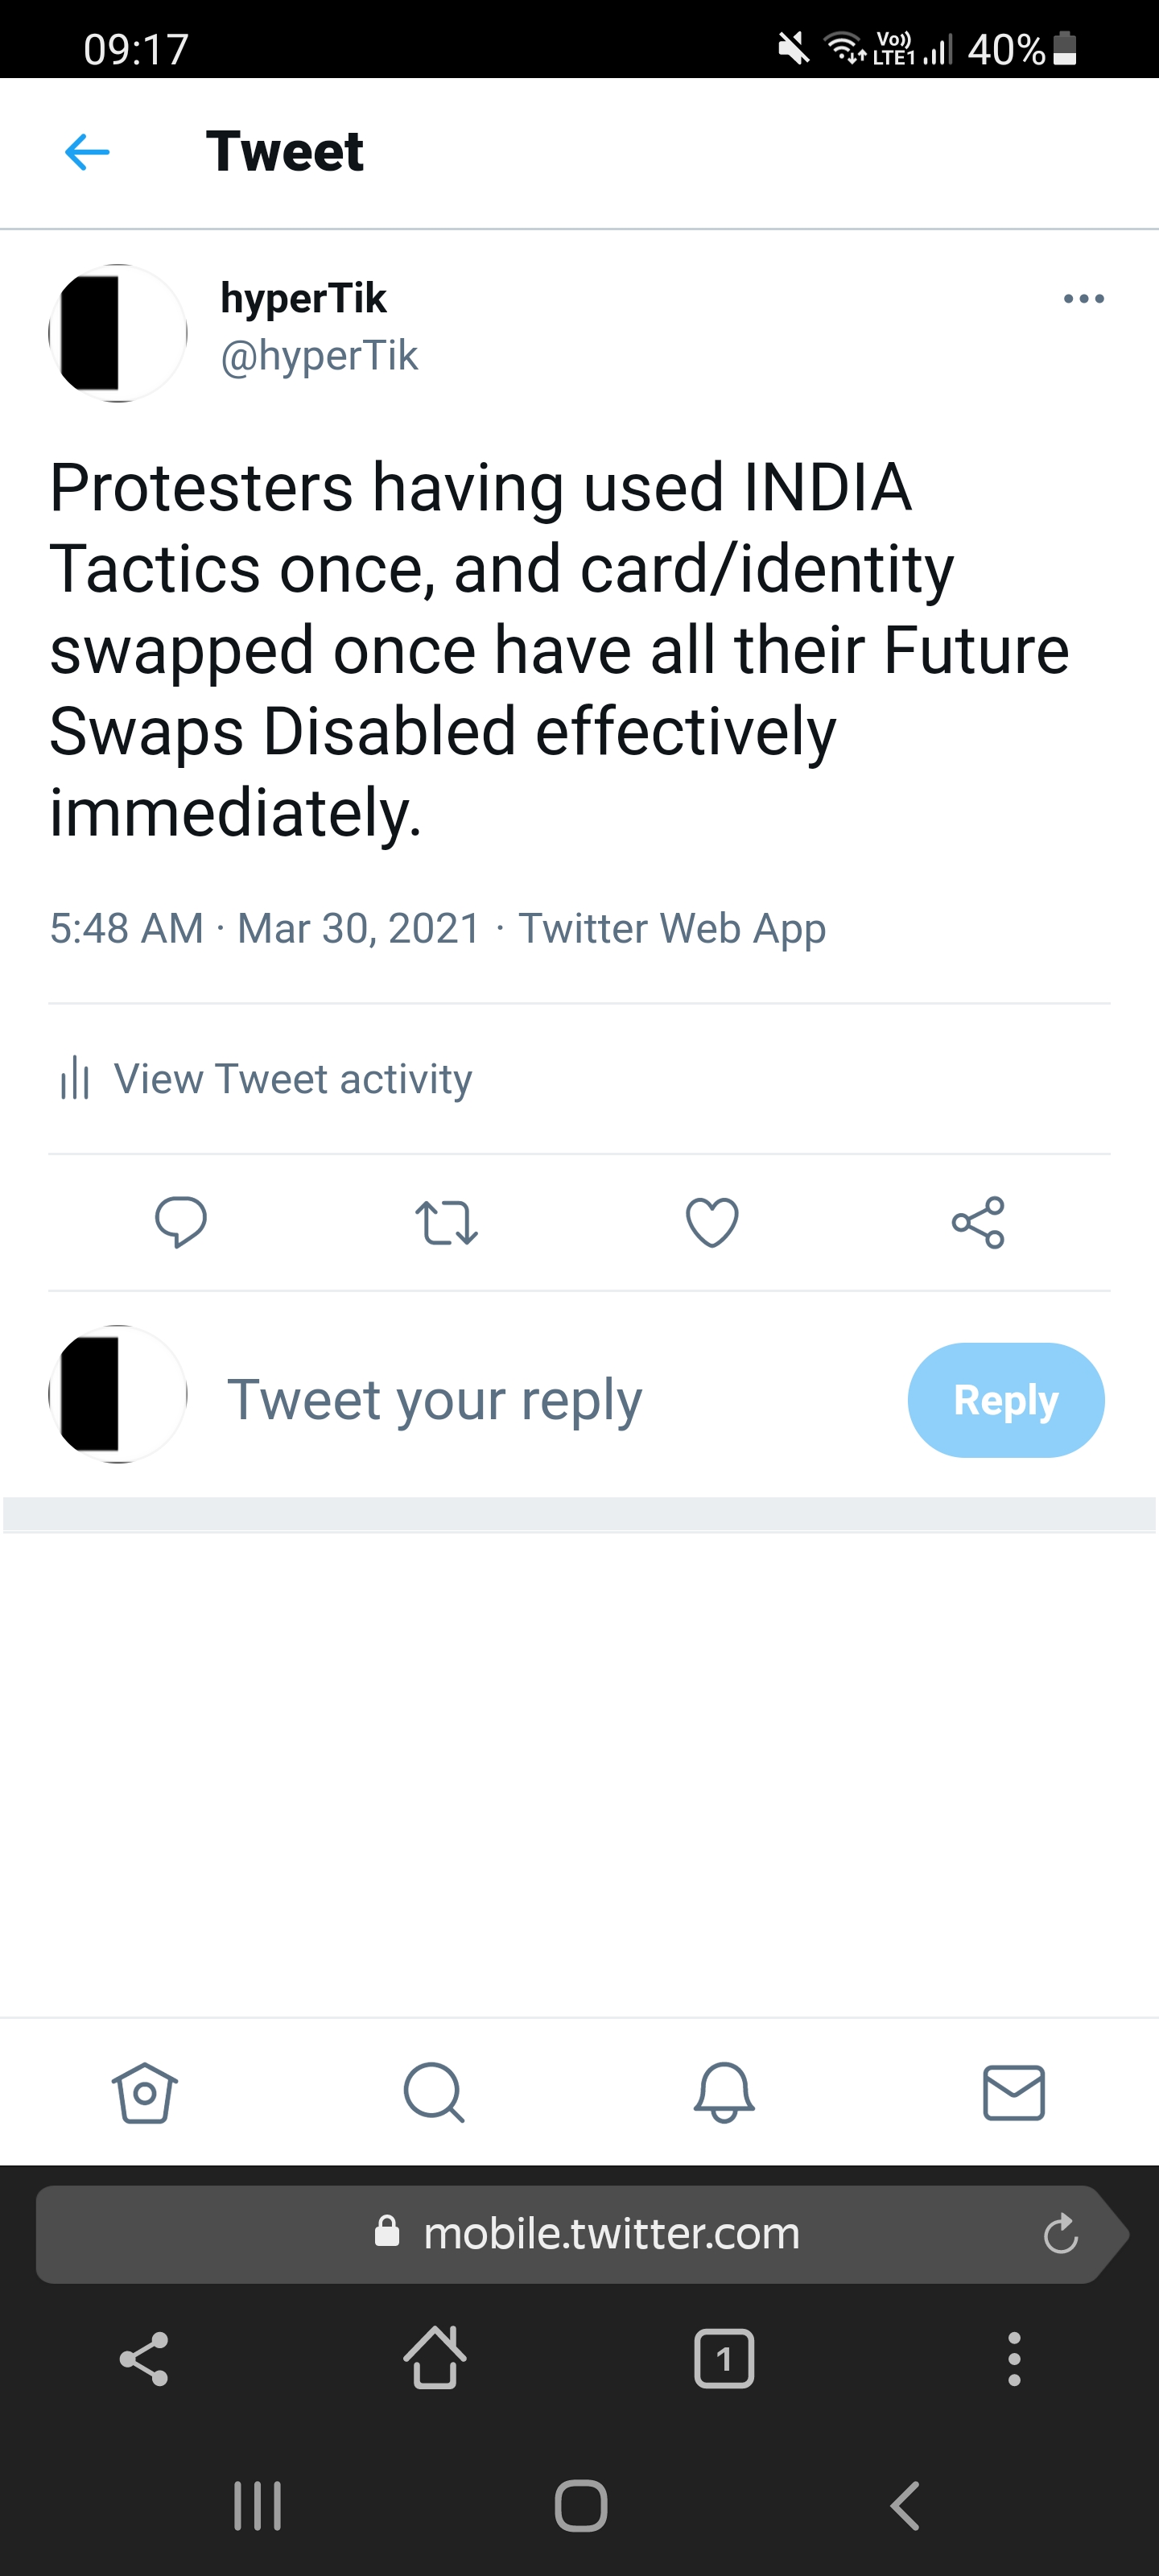 09:17
Vo)) LTE1 40%
Tweet
hyperTik
@hyperTik
Protesters having used INDIA
Tactics once, and card/identity
swapped once have all their Future
Swaps Disabled effectively
immediately.
5:48 AM · Mar 30, 2021 · Twitter Web App
View Tweet activity
Tweet your reply
Reply
mobile.twitter.com
1